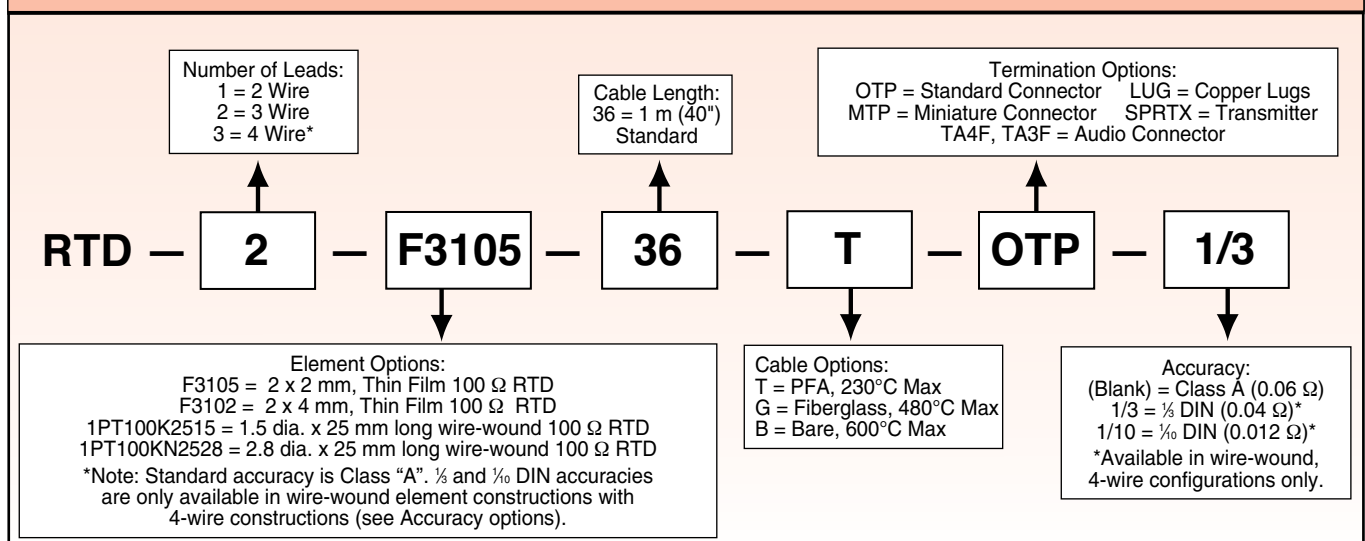 Number of Leads:
1 = 2 Wire
2 = 3 Wire
3 = 4 Wire*
Cable Length:
36 = 1 m (40")
Standard
Termination Options:
OTP = Standard Connector LUG = Copper Lugs
MTP = Miniature Connector SPRTX = Transmitter
TA4F, TA3F = Audio Connector
RTD — 2 — F3105 — 36 — T — OTP — 1/3
Element Options:
F3105 = 2 x 2 mm, Thin Film 100 Ω RTD
F3102 = 2 x 4 mm, Thin Film 100 Ω RTD
1PT100K2515 = 1.5 dia. x 25 mm long wire-wound 100 Ω RTD
1PT100KN2528 = 2.8 dia. x 25 mm long wire-wound 100 Ω RTD
*Note: Standard accuracy is Class “A”. ⅓ and ⅒ DIN accuracies
are only available in wire-wound element constructions with
4-wire constructions (see Accuracy options).
Cable Options:
T = PFA, 230°C Max
G = Fiberglass, 480°C Max
B = Bare, 600°C Max
Accuracy:
(Blank) = Class A (0.06 Ω)
1/3 = ⅓ DIN (0.04 Ω)*
1/10 = ⅒ DIN (0.012 Ω)*
*Available in wire-wound,
4-wire configurations only.